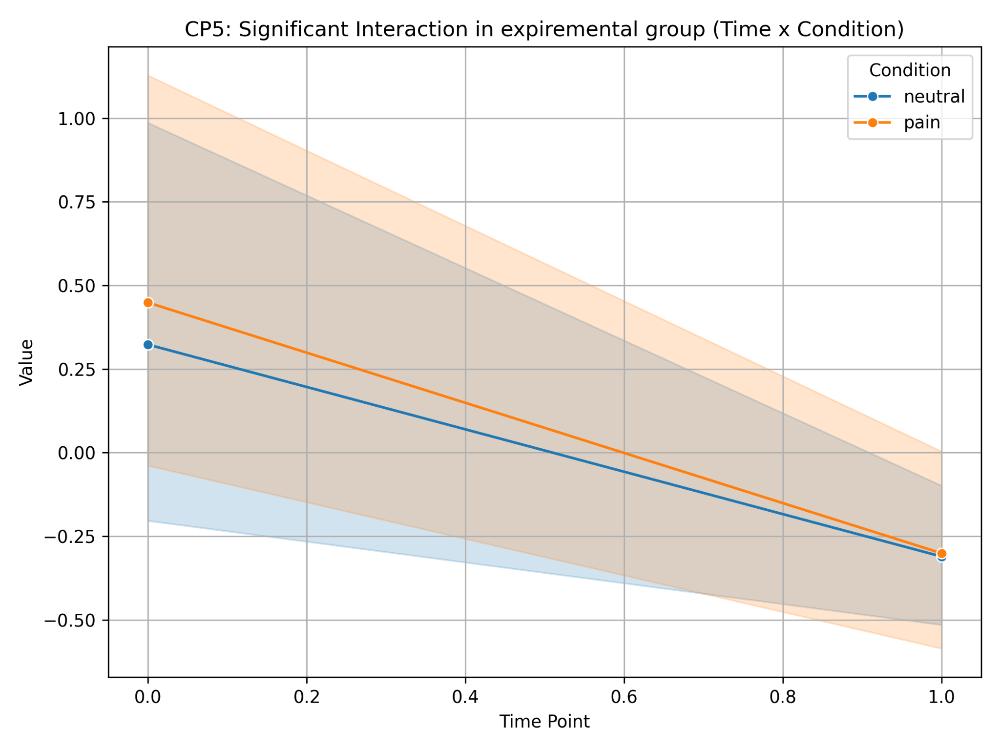 CP5: Significant Interaction in expiremental group (Time x Condition)
Condition
neutral
pain
1.00
0.75
0.50
0.25
0.00
−0.25
−0.50
Value
0.0 0.2 0.4 0.6 0.8 1.0
Time Point